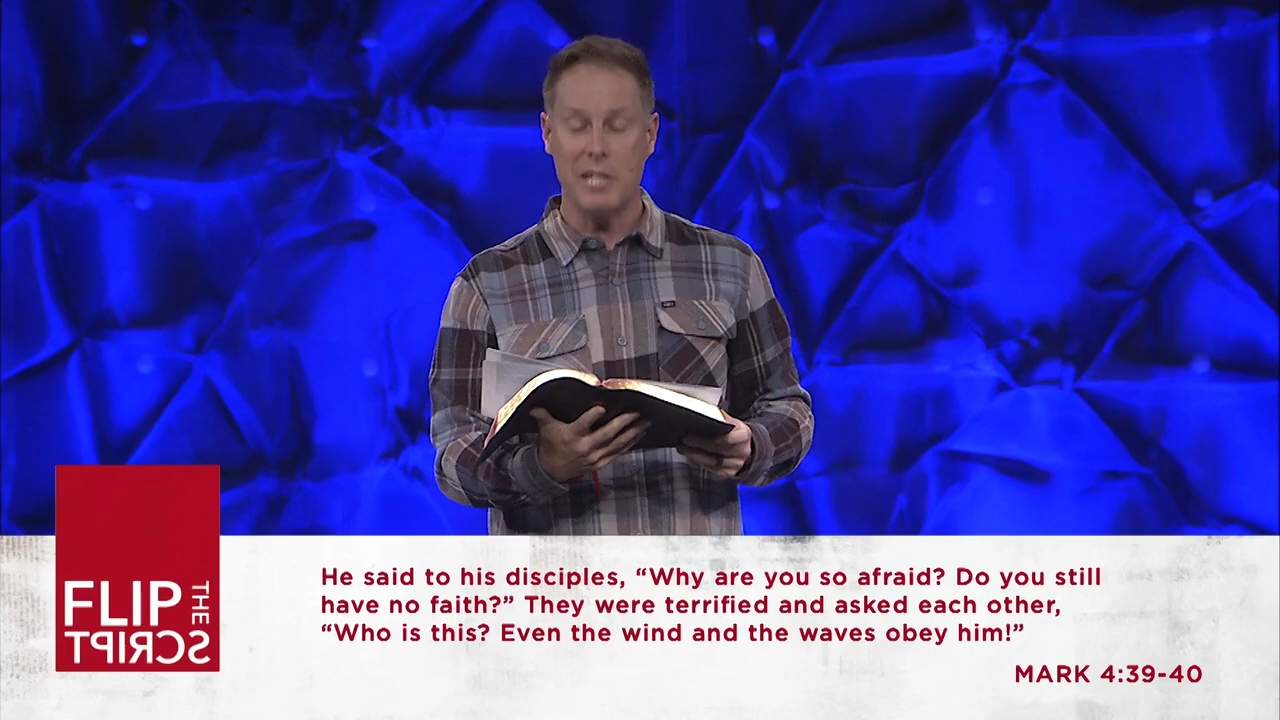 He said to his disciples, “Why are you so afraid? Do you still
have no faith?” They were terrified and asked each other,
“Who is this? Even the wind and the waves obey him!”
MARK 4:39-40
FLIP
THE
SCRIPT